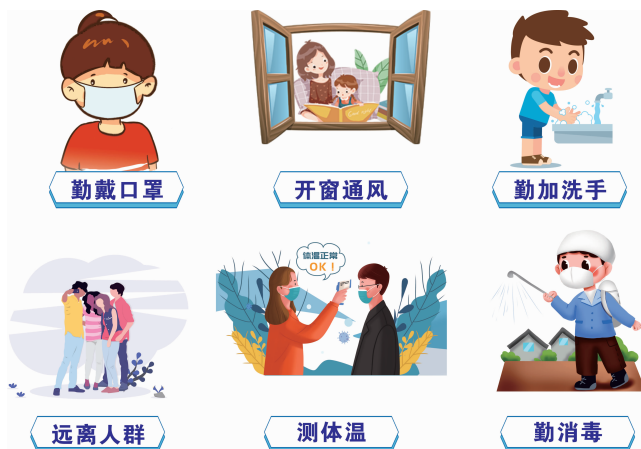 勤戴口罩
开窗通风
勤加洗手
体温正常
OK！
远离人群
测体温
勤消毒